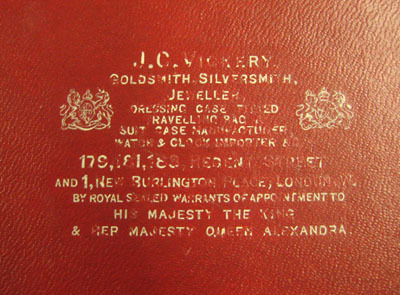 J.C. VICKERY,
GOLDSMITH, SILVERSMITH,
JEWELLER,
DRESSING CASE FITTED
TRAVELLING BAG &
SUIT CASE MANUFACTURER
WATCH & CLOCK IMPORTER &C.
179, 181, 183, REGENT STREET
AND 1, NEW BURLINGTON PLACE, LONDON,
BY ROYAL SEALED WARRANTS OF APPOINTMENT TO
HIS MAJESTY THE KING
& HER MAJESTY QUEEN ALEXANDRA.